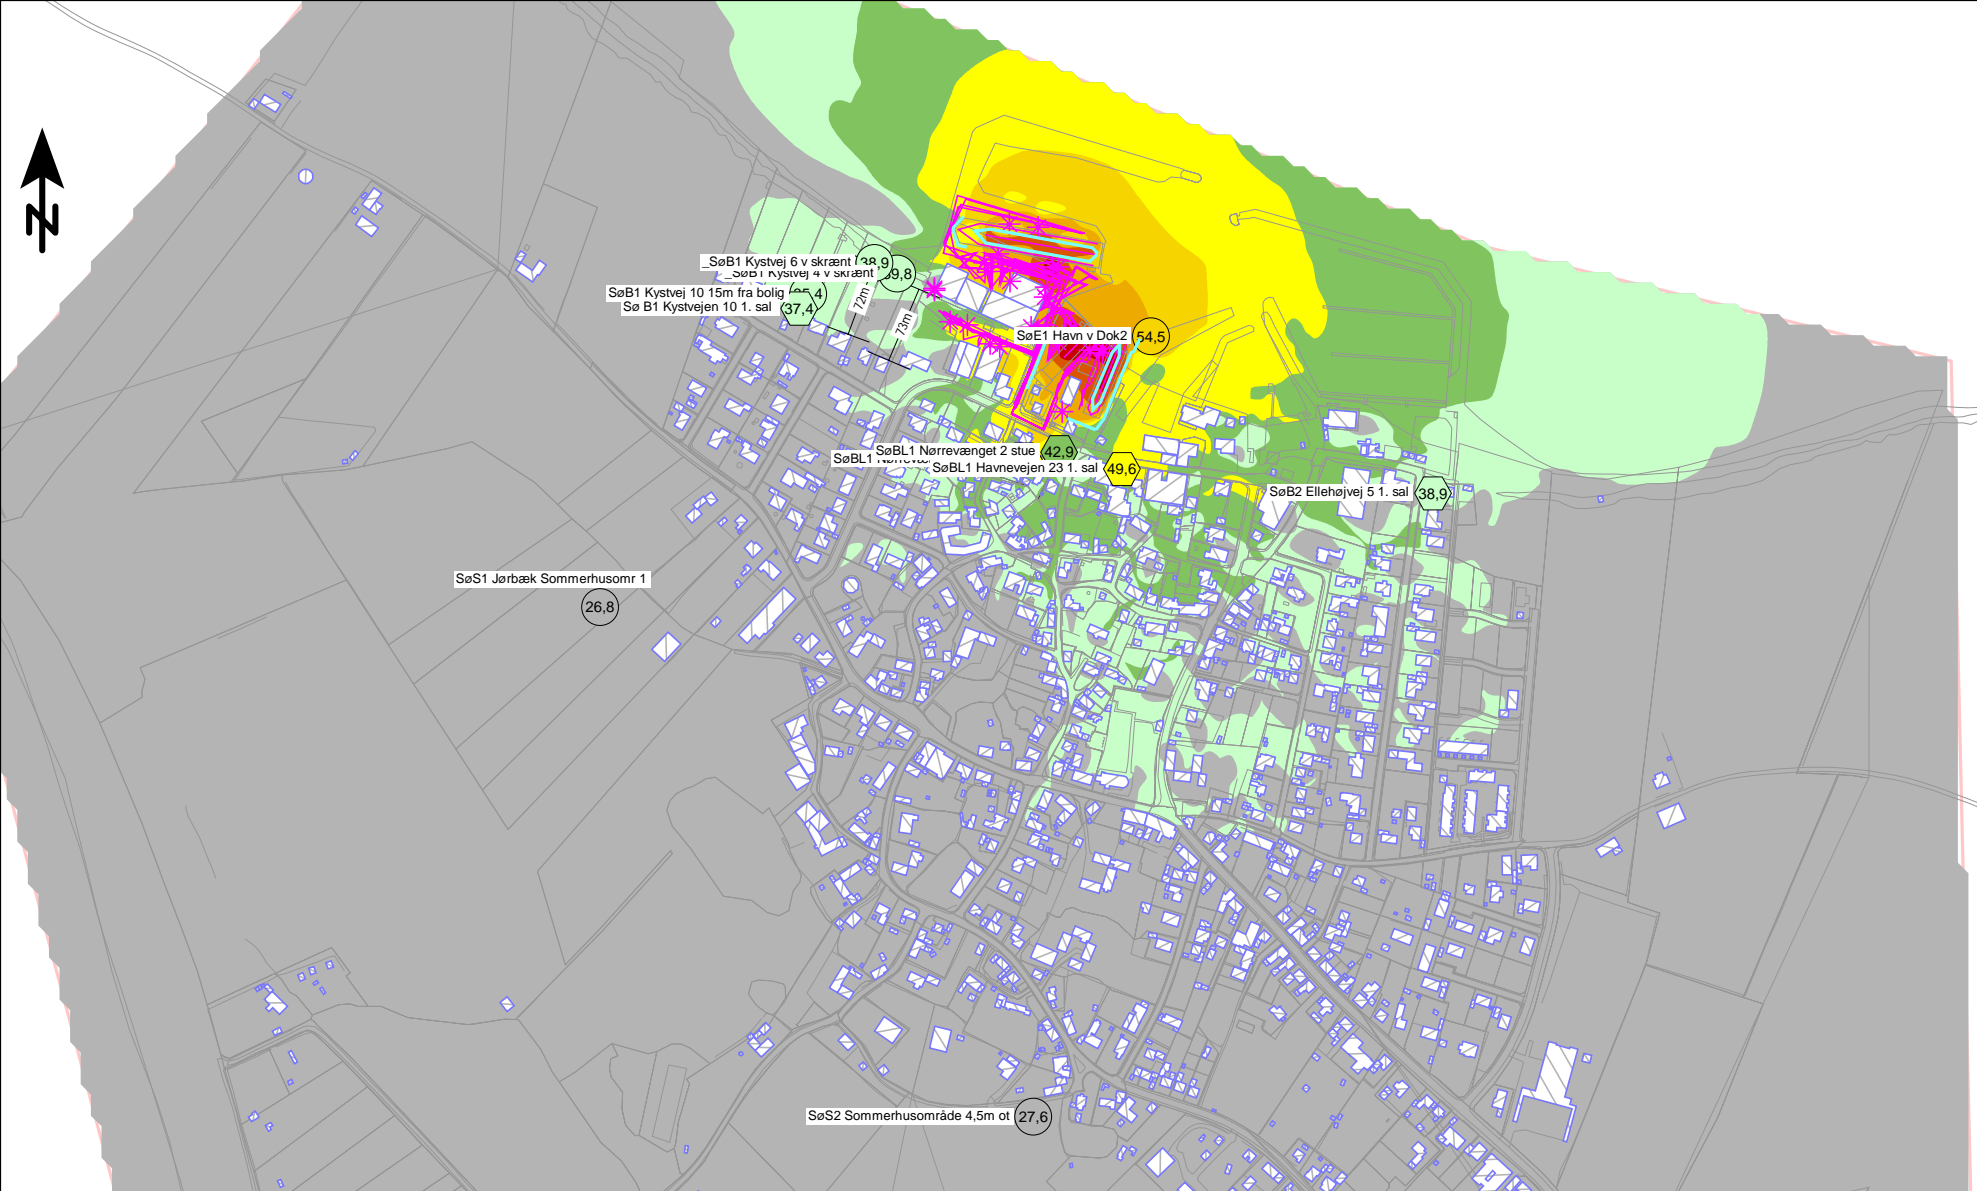 N
_SøB1 Kystvej 6 v skrænt 38,9
_SøB1 Kystvej 4 v skrænt 39,8
SøB1 Kystvej 10 15m fra bolig
Sø B1 Kystvejen 10 1. sal 37,4
72m
73m
SøE1 Havn v Dok2 54,5
SøBL1 Nørrevænget 2 stue 42,9
SøBL1
SøBL1 Havnevejen 23 1. sal 49,6
SøB2 Ellehøjvej 5 1. sal 38,9
SøS1 Jørbæk Sommerhusomr 1
26,8
SøS2 Sommerhusområde 4,5m ot 27,6